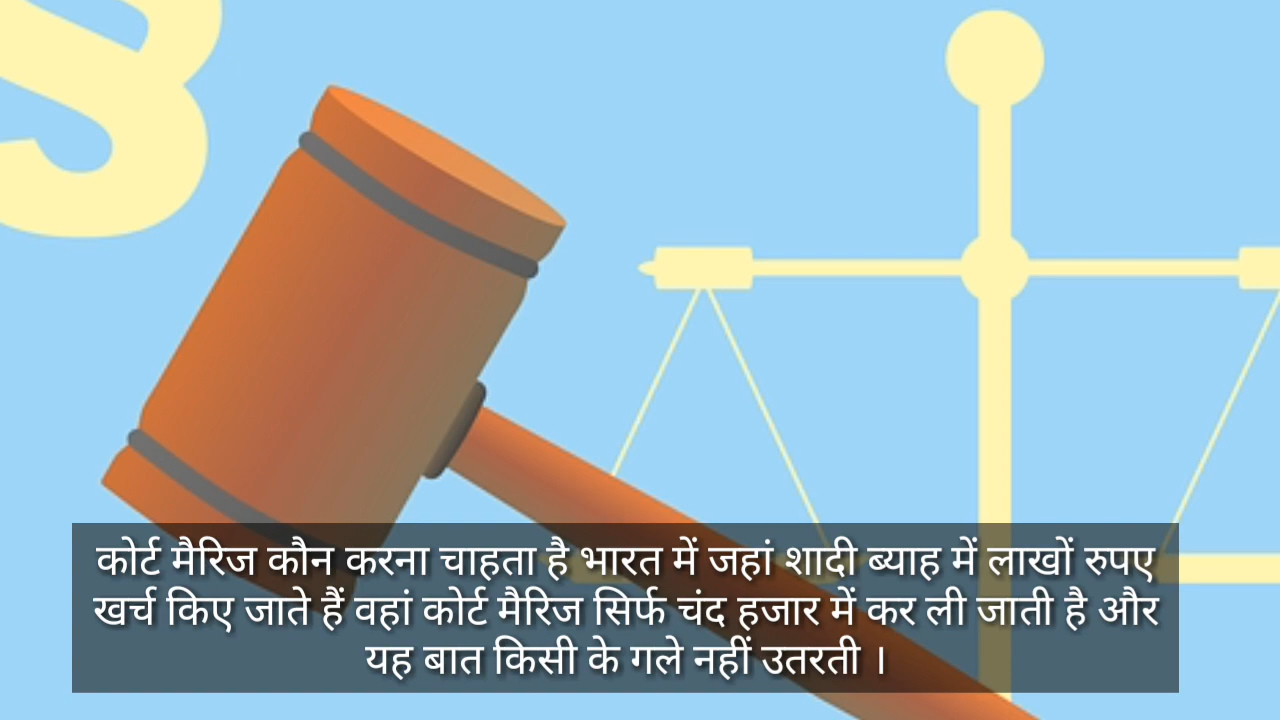 कोर्ट मैरिज कौन करना चाहता है भारत में जहां शादी ब्याह में लाखों रुपए
खर्च किए जाते हैं वहां कोर्ट मैरिज सिर्फ चंद हजार में कर ली जाती है और
यह बात किसी के गले नहीं उतरती ।